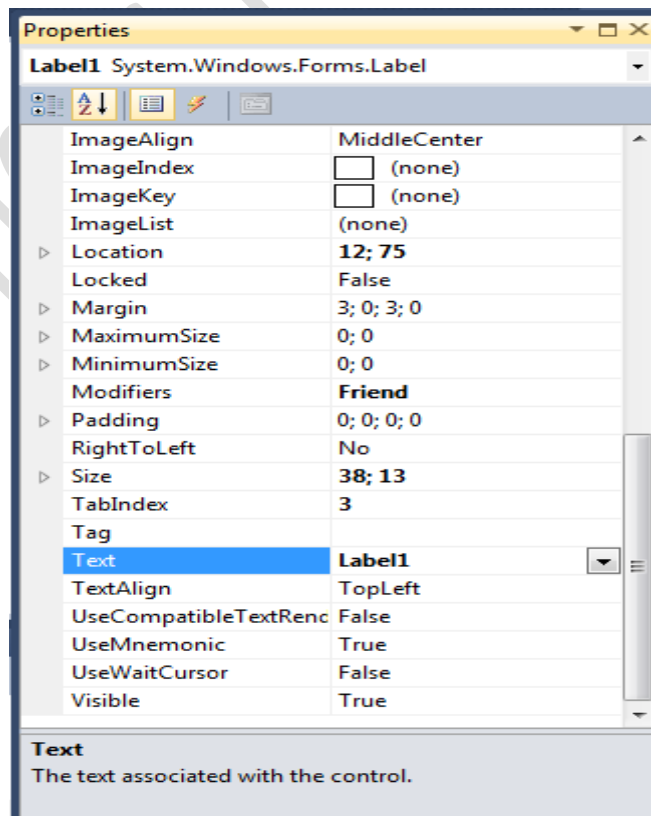 Properties
Label1 System.Windows.Forms.Label
ImageAlign MiddleCenter
ImageIndex (none)
ImageKey (none)
ImageList (none)
Location 12; 75
Locked False
Margin 3; 0; 3; 0
MaximumSize 0; 0
MinimumSize 0; 0
Modifiers Friend
Padding 0; 0; 0; 0
RightToLeft No
Size 38; 13
TabIndex 3
Tag
Text Label1
TextAlign TopLeft
UseCompatibleTextRend False
UseMnemonic True
UseWaitCursor False
Visible True
Text
The text associated with the control.